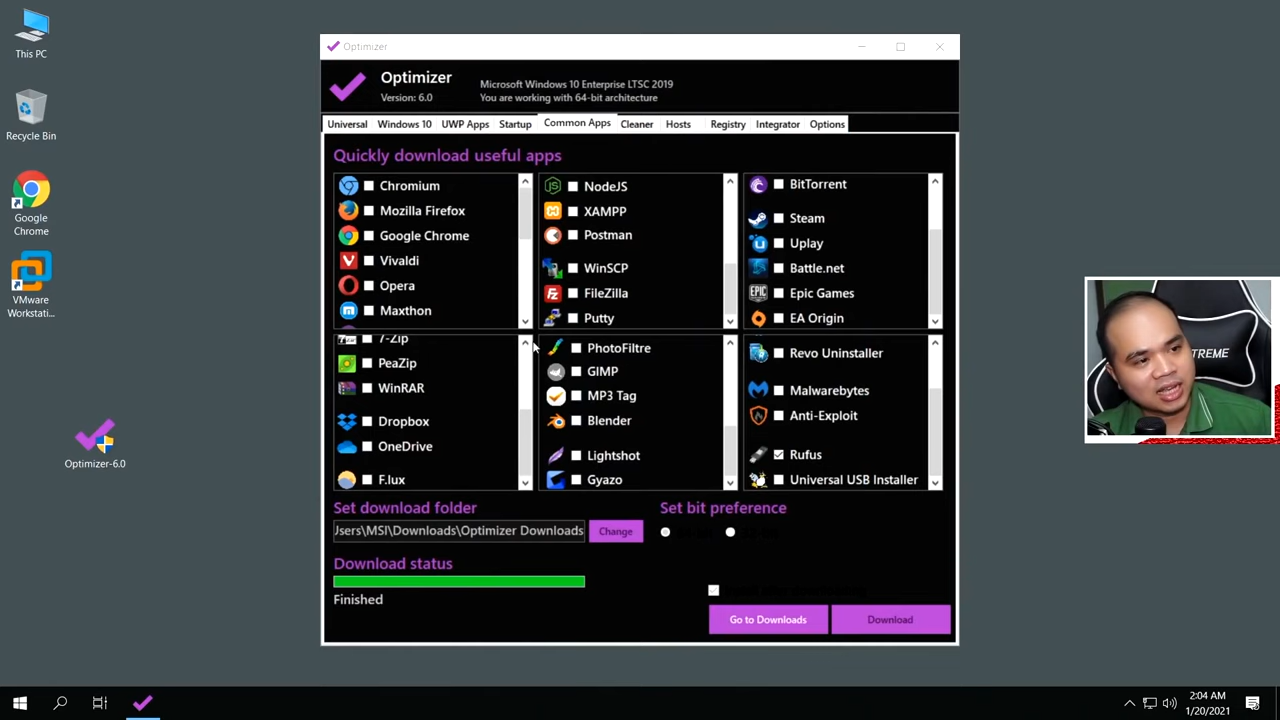 This PC
Recycle Bin
Google
Chrome
VMware
Workstati...
Optimizer-6.0
Optimizer
Optimizer
Version: 6.0
Microsoft Windows 10 Enterprise LTSC 2019
You are working with 64-bit architecture
Universal Windows 10 UWP Apps Startup Common Apps Cleaner Hosts Registry Integrator Options
Quickly download useful apps
Chromium
Mozilla Firefox
Google Chrome
Vivaldi
Opera
Maxthon
NodeJS
XAMPP
Postman
WinSCP
FileZilla
Putty
BitTorrent
Steam
Uplay
Battle.net
Epic Games
EA Origin
7-Zip
PeaZip
WinRAR
Dropbox
OneDrive
F.lux
PhotoFiltre
GIMP
MP3 Tag
Blender
Lightshot
Gyazo
Revo Uninstaller
Malwarebytes
Anti-Exploit
Rufus
Universal USB Installer
Set download folder
Jsers\MSI\Downloads\Optimizer Downloads
Change
Set bit preference
Download status
Finished
Go to Downloads
Download
XTREME
2:04 AM
1/20/2021